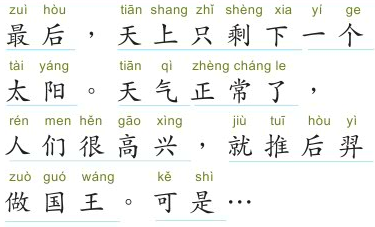 zuì hòu tiān shang zhǐ shèng xia yí ge
最后，天上只剩下一个
tài yáng tiān qì zhèng cháng le
太阳。天气正常了，
rén men hěn gāo xìng jiù tuī hòu yì
人们很高兴，就推后羿
zuò guó wáng kě shì
做国王。可是…